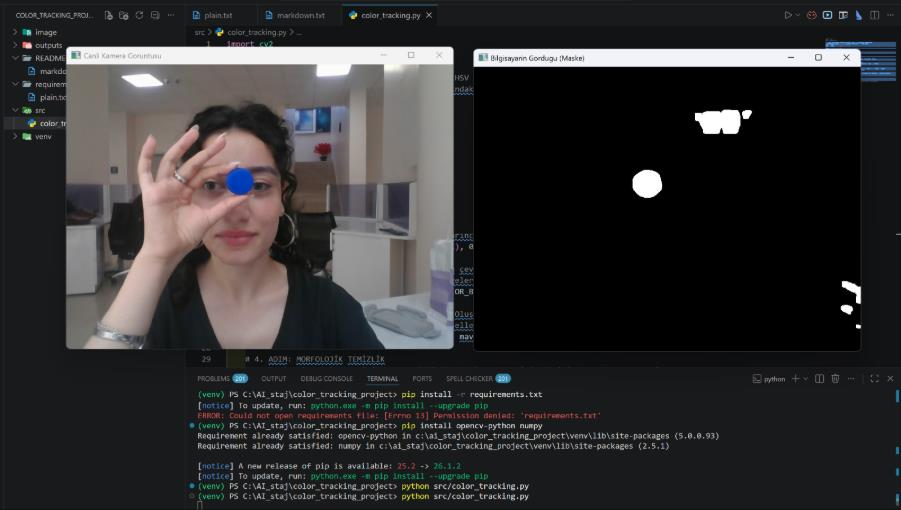 COLOR_TRACKING_PROJ...
plain.txt
markdown.txt
color_tracking.py
image
src > color_tracking.py > ...
outputs
1 import cv2
README
Canli Kamera Goruntusu
Bilgisayarin Gordugu (Maske)
markdo
HSV
requirem
ndak
plain.tx
src
color_tr
venv
rinc
), 0
cev
elen
OR_B
Olus
elle
mav
29 # 4. ADIM: MORFOLOJİK TEMİZLİK
PROBLEMS 201 OUTPUT DEBUG CONSOLE TERMINAL PORTS SPELL CHECKER 201
python
(venv) PS C:\AI_staj\color_tracking_project> pip install -r requirements.txt
[notice] To update, run: python.exe -m pip install --upgrade pip
ERROR: Could not open requirements file: [Errno 13] Permission denied: 'requirements.txt'
(venv) PS C:\AI_staj\color_tracking_project> pip install opencv-python numpy
Requirement already satisfied: opencv-python in c:\ai_staj\color_tracking_project\venv\lib\site-packages (5.0.0.93)
Requirement already satisfied: numpy in c:\ai_staj\color_tracking_project\venv\lib\site-packages (2.5.1)
[notice] A new release of pip is available: 25.2 -> 26.1.2
[notice] To update, run: python.exe -m pip install --upgrade pip
(venv) PS C:\AI_staj\color_tracking_project> python src/color_tracking.py
(venv) PS C:\AI_staj\color_tracking_project> python src/color_tracking.py